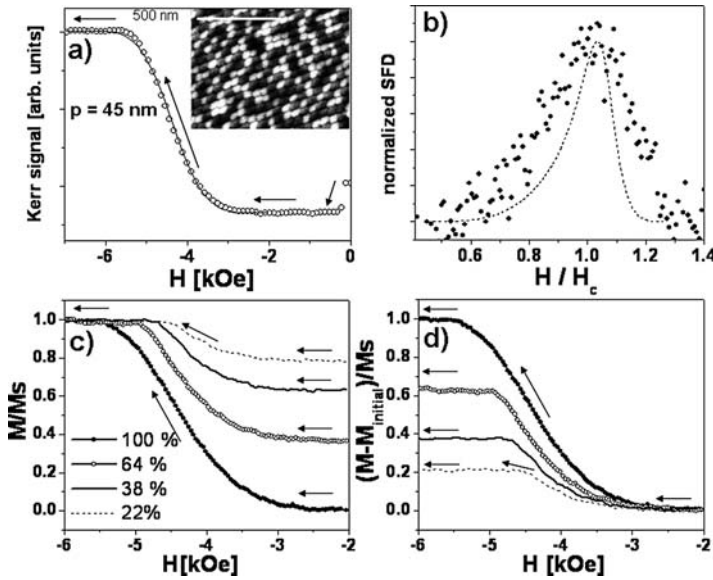 500 nm
a)
p = 45 nm
Kerr signal [arb. units]
-6 -4 -2 0
H [kOe]
b)
normalized SFD
0.6 0.8 1.0 1.2 1.4
H / Hc
c)
M/Ms
1.0
0.8
0.6
0.4
0.2
0.0
100 %
64 %
38 %
22%
-6 -5 -4 -3 -2
H[kOe]
d)
(M-Minitial)/Ms
1.0
0.8
0.6
0.4
0.2
0.0
-6 -5 -4 -3 -2
H [kOe]